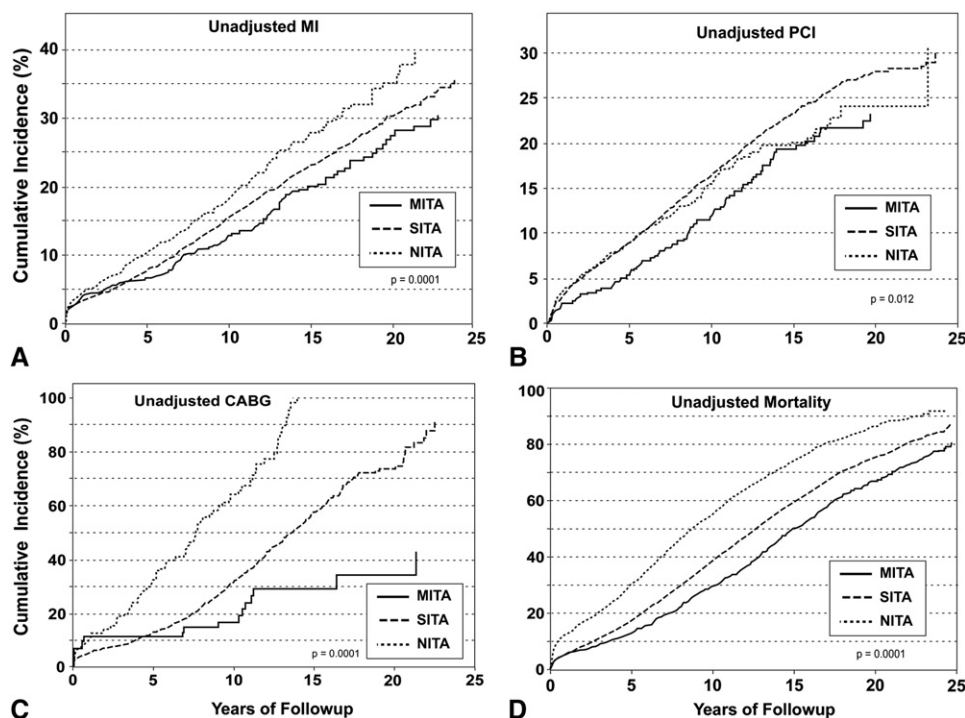 Unadjusted MI
Cumulative Incidence (%)
40
30
20
10
0
0 5 10 15 20 25
MITA
SITA
NITA
p = 0.0001
A
Unadjusted PCI
30
25
20
15
10
5
0
0 5 10 15 20 25
MITA
SITA
NITA
p = 0.012
B
Unadjusted CABG
Cumulative Incidence (%)
100
80
60
40
20
0
0 5 10 15 20 25
MITA
SITA
NITA
p = 0.0001
Years of Followup
C
Unadjusted Mortality
100
80
60
40
20
0
0 5 10 15 20 25
MITA
SITA
NITA
p = 0.0001
Years of Followup
D